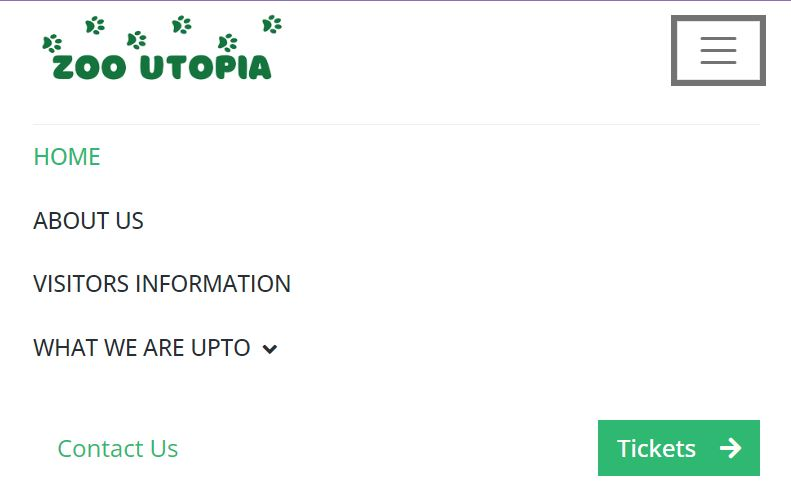 ZOO UTOPIA
HOME
ABOUT US
VISITORS INFORMATION
WHAT WE ARE UPTO
Contact Us
Tickets